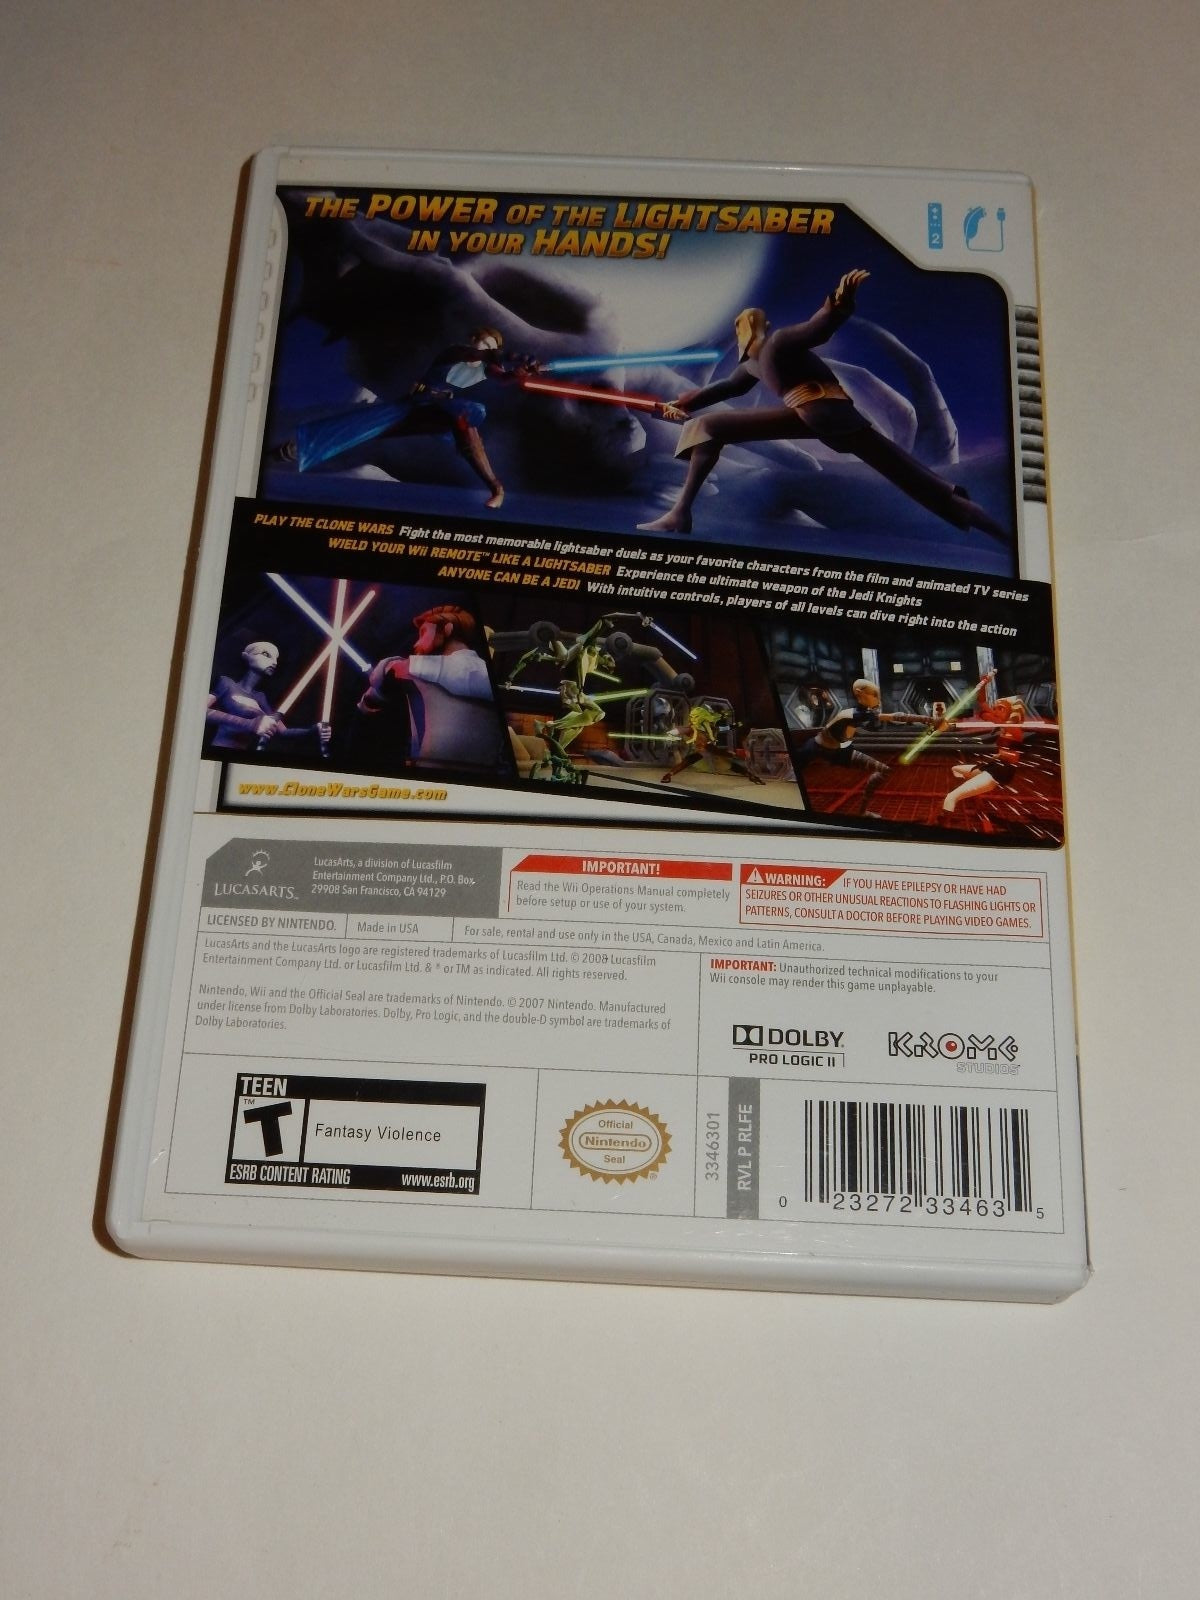 THE POWER OF THE LIGHTSABER
IN YOUR HANDS!
2
PLAY THE CLONE WARS Fight the most memorable lightsaber duels as your favorite characters from the film and animated TV series
WIELD YOUR Wii REMOTE™ LIKE A LIGHTSABER Experience the ultimate weapon of the Jedi Knights
ANYONE CAN BE A JEDI With intuitive controls, players of all levels can dive right into the action
www.CloneWarsGame.com
LUCASARTS™
LucasArts, a division of Lucasfilm
Entertainment Company Ltd., P.O. Box
29908 San Francisco, CA 94129
IMPORTANT!
Read the Wii Operations Manual completely
before setup or use of your system.
WARNING: IF YOU HAVE EPILEPSY OR HAVE HAD
SEIZURES OR OTHER UNUSUAL REACTIONS TO FLASHING LIGHTS OR
PATTERNS, CONSULT A DOCTOR BEFORE PLAYING VIDEO GAMES.
LICENSED BY NINTENDO.
Made in USA
For sale, rental and use only in the USA, Canada, Mexico and Latin America.
LucasArts and the LucasArts logo are registered trademarks of Lucasfilm Ltd. © 2008 Lucasfilm
Entertainment Company Ltd. or Lucasfilm Ltd. & ® or TM as indicated. All rights reserved.
Nintendo, Wii and the Official Seal are trademarks of Nintendo. © 2007 Nintendo. Manufactured
under license from Dolby Laboratories. Dolby, Pro Logic, and the double-D symbol are trademarks of
Dolby Laboratories.
IMPORTANT: Unauthorized technical modifications to your
Wii console may render this game unplayable.
DOLBY®
PRO LOGIC II
KROME
STUDIOS
TEEN
T™
Fantasy Violence
ESRB CONTENT RATING www.esrb.org
Official
Nintendo
Seal®
3346301
RVL P RLFE
0 23272 33463 5